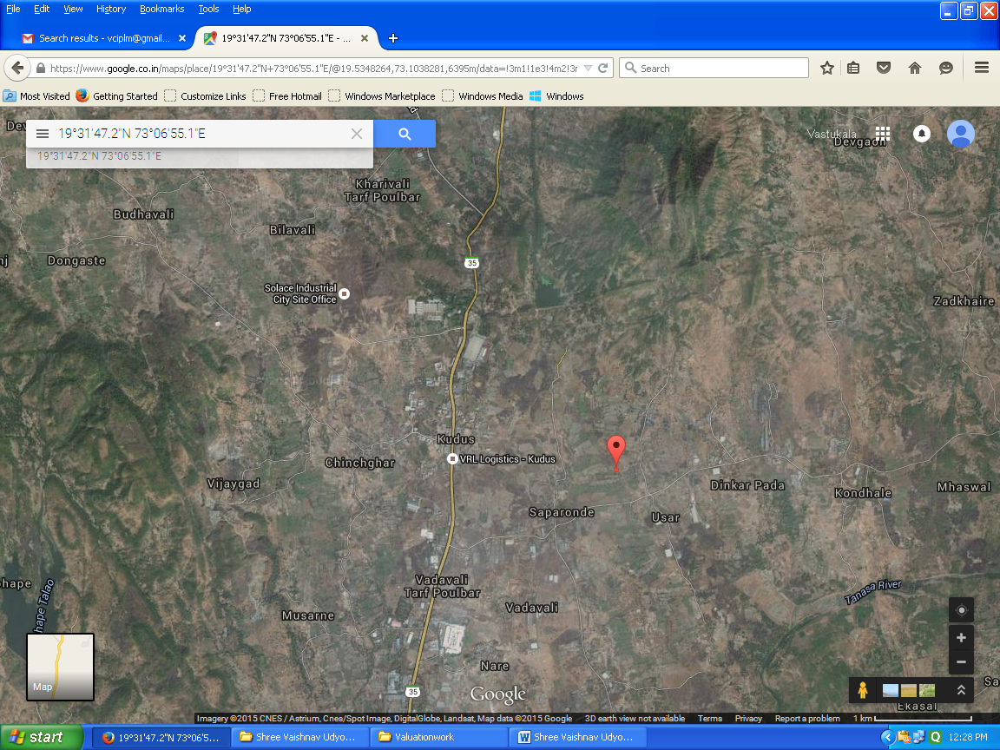 File Edit View History Bookmarks Tools Help
Search results - vciplm@gmail... 19°31'47.2"N 73°06'55.1"E - ...
https://www.google.co.in/maps/place/19°31'47.2"N+73°06'55.1"E/@19.5348264,73.1038281,6395m/data=!3m1!1e3!4m2!3r Search
Most Visited Getting Started Customize Links Free Hotmail Windows Marketplace Windows Media Windows
19°31'47.2"N 73°06'55.1"E
Vastukala
Devgaon
19°31'47.2"N 73°06'55.1"E
Kharivali
Tarf Poulbar
Budhavali
Bilavali
Dongaste
35
Solace Industrial
City Site Office
Zadkhaire
Kudus
VRL Logistics - Kudus
Chinchghar
Vijaygad
Dinkar Pada
Kondhale
Mhaswal
Saparonde
Usar
Vadavali
Tarf Poulbar
Tanasa River
hape
hape Talao
Vadavali
Musarne
Nare
Map
35
Google
Sa
Ekasal
Imagery ©2015 CNES / Astrium, Cnes/Spot Image, DigitalGlobe, Landsat, Map data ©2015 Google 3D earth view not available Terms Privacy Report a problem 1 km
start 19°31'47.2"N 73°06'5... Shree Vaishnav Udyo... Valuationwork Shree Vaishnav Udyo... 12:28 PM